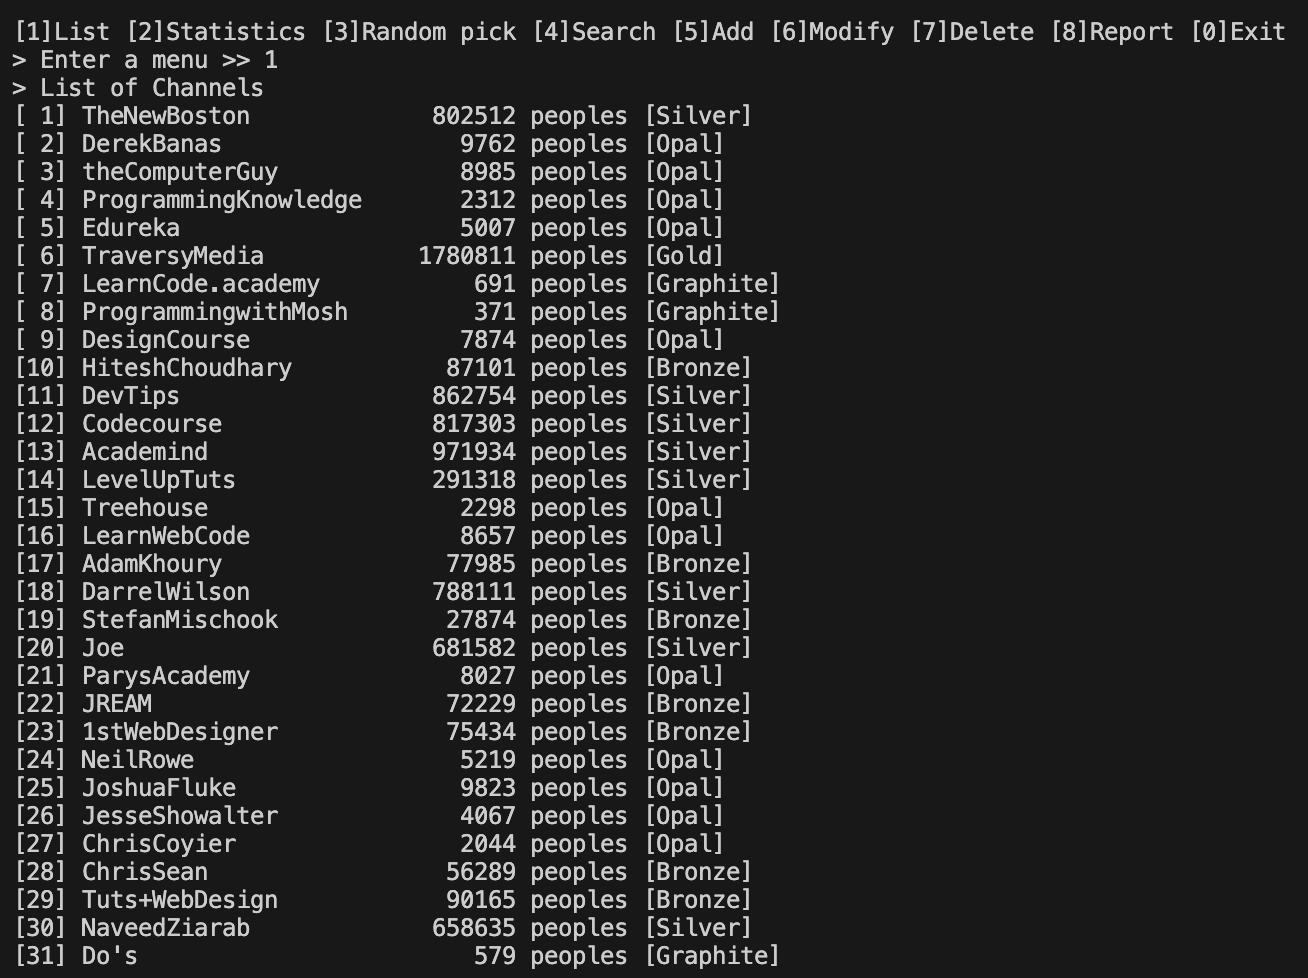 [1]List [2]Statistics [3]Random pick [4]Search [5]Add [6]Modify [7]Delete [8]Report [0]Exit
> Enter a menu >> 1
> List of Channels
[ 1] TheNewBoston             802512 peoples [Silver]
[ 2] DerekBanas                 9762 peoples [Opal]
[ 3] theComputerGuy             8985 peoples [Opal]
[ 4] ProgrammingKnowledge       2312 peoples [Opal]
[ 5] Edureka                    5007 peoples [Opal]
[ 6] TraversyMedia           1780811 peoples [Gold]
[ 7] LearnCode.academy           691 peoples [Graphite]
[ 8] ProgrammingwithMosh         371 peoples [Graphite]
[ 9] DesignCourse               7874 peoples [Opal]
[10] HiteshChoudhary           87101 peoples [Bronze]
[11] DevTips                  862754 peoples [Silver]
[12] Codecourse               817303 peoples [Silver]
[13] Academind                971934 peoples [Silver]
[14] LevelUpTuts              291318 peoples [Silver]
[15] Treehouse                  2298 peoples [Opal]
[16] LearnWebCode               8657 peoples [Opal]
[17] AdamKhoury                77985 peoples [Bronze]
[18] DarrelWilson             788111 peoples [Silver]
[19] StefanMischook            27874 peoples [Bronze]
[20] Joe                      681582 peoples [Silver]
[21] ParysAcademy               8027 peoples [Opal]
[22] JREAM                     72229 peoples [Bronze]
[23] 1stWebDesigner            75434 peoples [Bronze]
[24] NeilRowe                   5219 peoples [Opal]
[25] JoshuaFluke                9823 peoples [Opal]
[26] JesseShowalter             4067 peoples [Opal]
[27] ChrisCoyier                2044 peoples [Opal]
[28] ChrisSean                 56289 peoples [Bronze]
[29] Tuts+WebDesign            90165 peoples [Bronze]
[30] NaveedZiarab             658635 peoples [Silver]
[31] Do's                        579 peoples [Graphite]